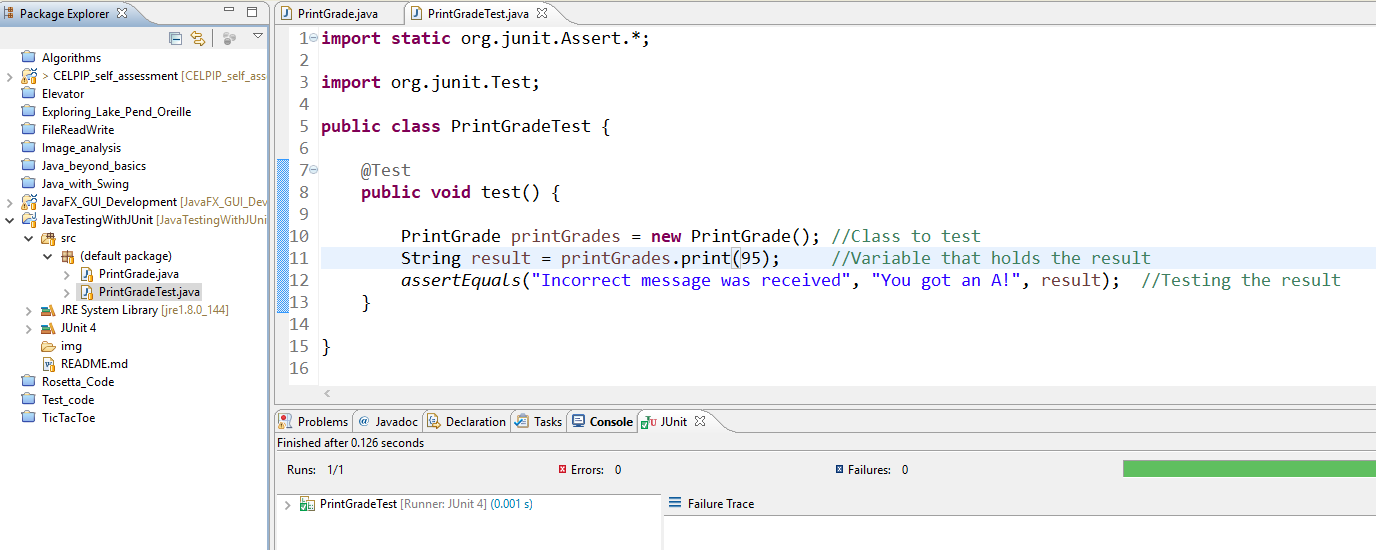 Package Explorer
Algorithms
> CELPIP_self_assessment [CELPIP_self_ass
Elevator
Exploring_Lake_Pend_Oreille
FileReadWrite
Image_analysis
Java_beyond_basics
Java_with_Swing
JavaFX_GUI_Development [JavaFX_GUI_Dev
JavaTestingWithJUnit [JavaTestingWithJUni
src
(default package)
PrintGrade.java
PrintGradeTest.java
JRE System Library [jre1.8.0_144]
JUnit 4
img
README.md
Rosetta_Code
Test_code
TicTacToe
PrintGrade.java PrintGradeTest.java
1 import static org.junit.Assert.*;
2
3 import org.junit.Test;
4
5 public class PrintGradeTest {
6
7 @Test
8 public void test() {
9
10 PrintGrade printGrades = new PrintGrade(); //Class to test
11 String result = printGrades.print(95); //Variable that holds the result
12 assertEquals("Incorrect message was received", "You got an A!", result); //Testing the result
13 }
14
15 }
16
Problems @ Javadoc Declaration Tasks Console JU JUnit
Finished after 0.126 seconds
Runs: 1/1 Errors: 0 Failures: 0
PrintGradeTest [Runner: JUnit 4] (0.001 s) Failure Trace